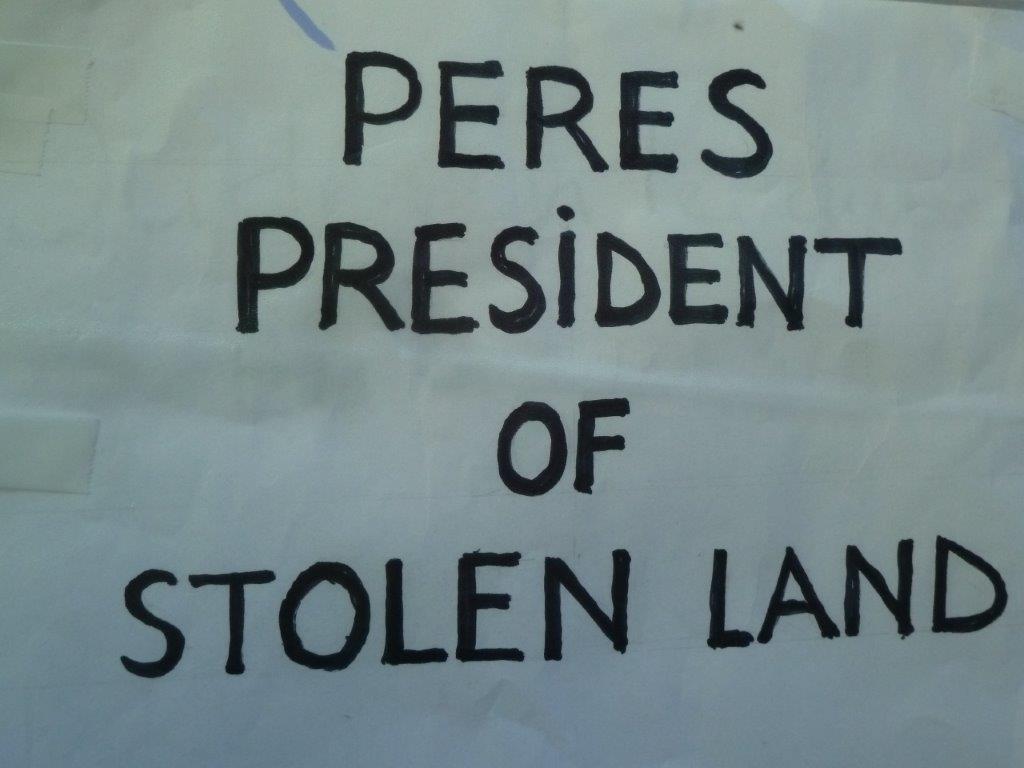 PERES
PRESiDENT
OF
STOLEN LAND